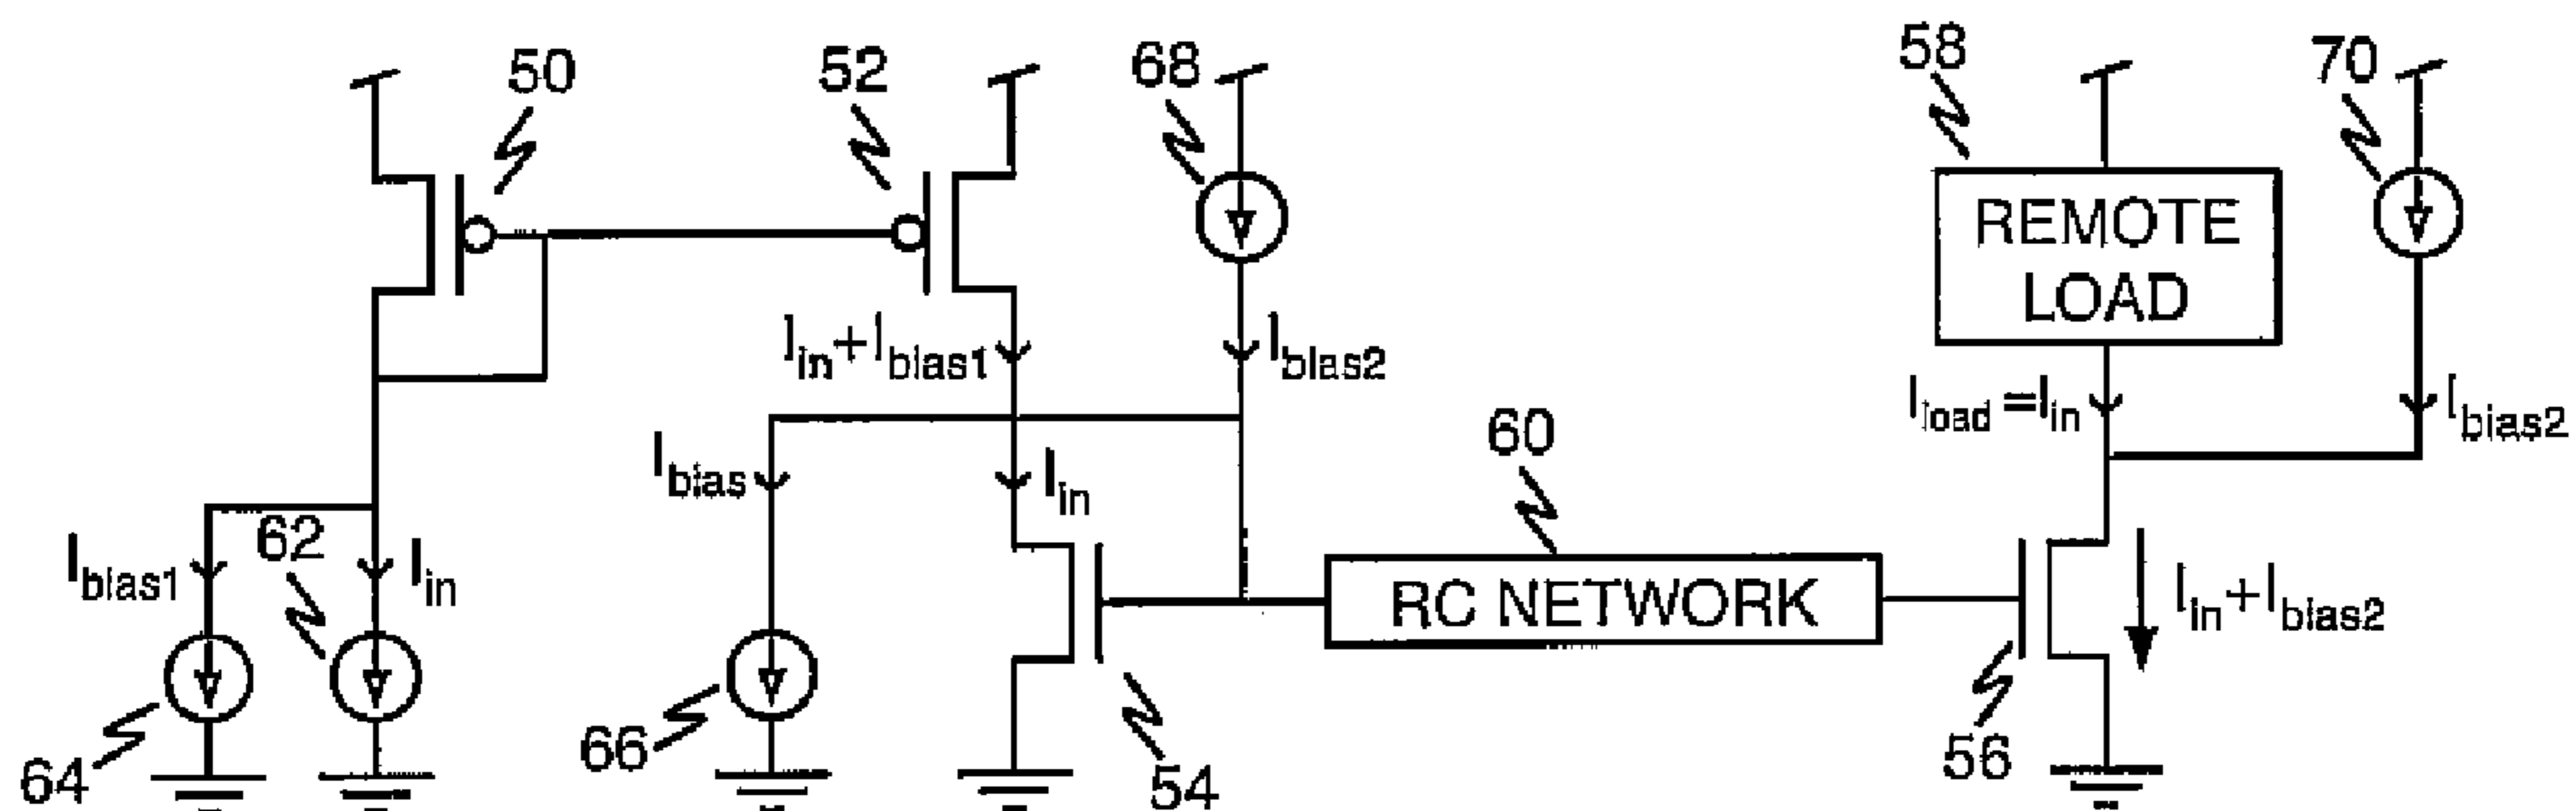 50
52
68
58
70
REMOTE
LOAD
Iin+Ibias1
Ibias2
Iload=Iin
Ibias2
60
Ibias
Iin
62
Ibias1
Iin
RC NETWORK
Iin+Ibias2
64
66
54
56